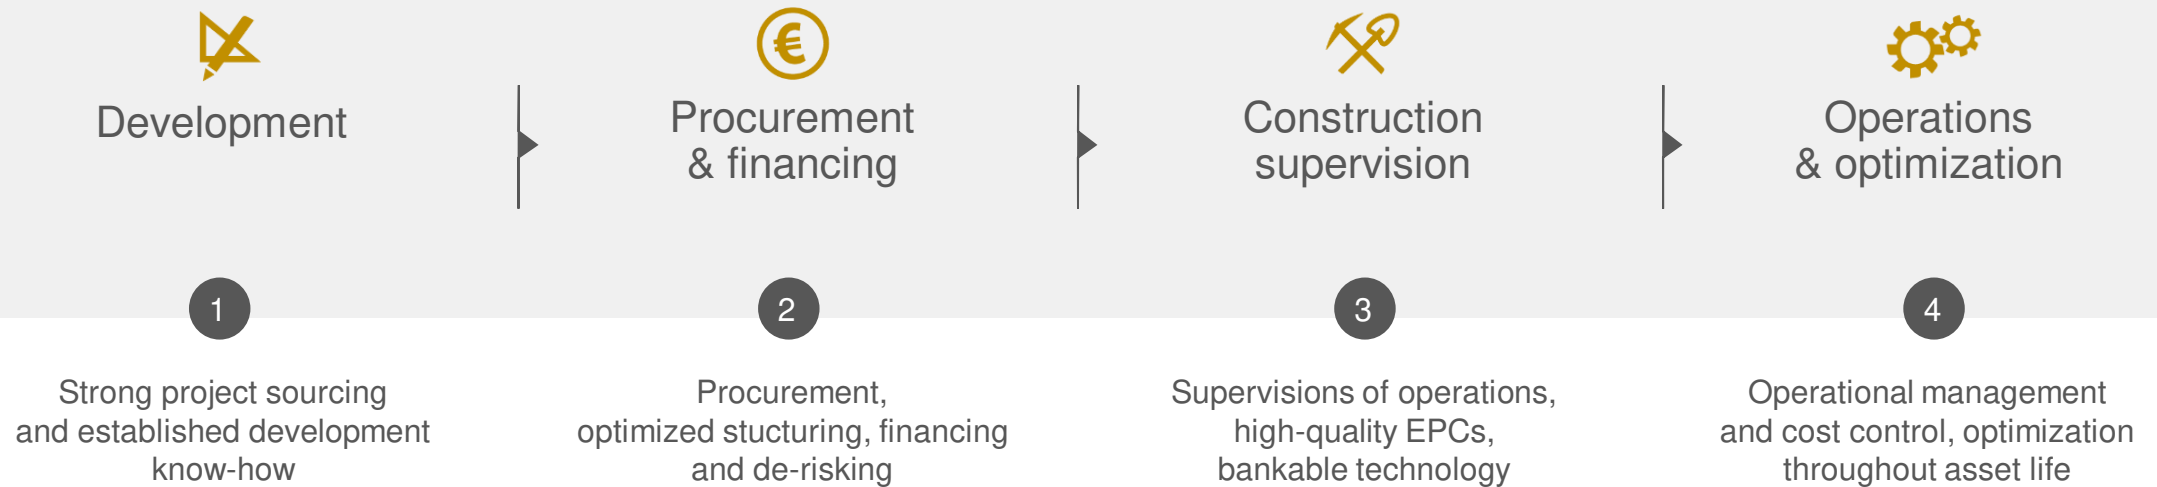 Development
Procurement
& financing
Construction
supervision
Operations
& optimization
1
2
3
4
Strong project sourcing
and established development
know-how
Procurement,
optimized stucturing, financing
and de-risking
Supervisions of operations,
high-quality EPCs,
bankable technology
Operational management
and cost control, optimization
throughout asset life